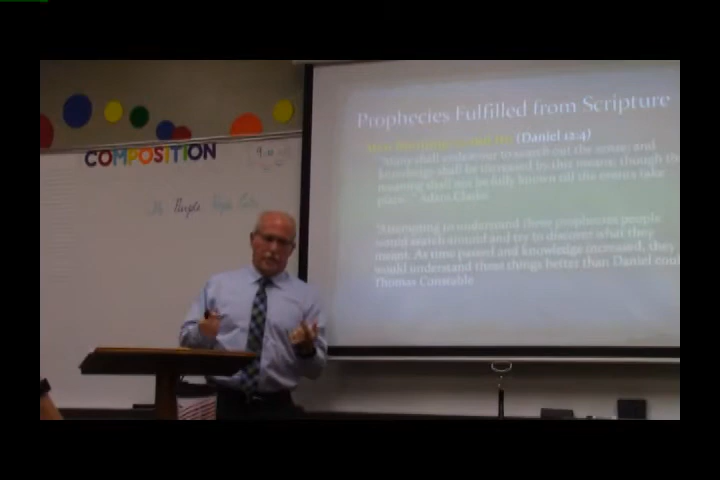 Prophecies Fulfilled from Scripture
(Daniel 12:4)
"Many shall endeavour to search out the sense; and
knowledge shall be increased by this means; though the
meaning shall not be fully known till the events take
place." Adam Clarke
"Attempting to understand these prophecies people
would search around and try to discover what they
meant. As time passed and knowledge increased, they
would understand these things better than Daniel coul
Thomas Constable
COMPOSITION
Purple